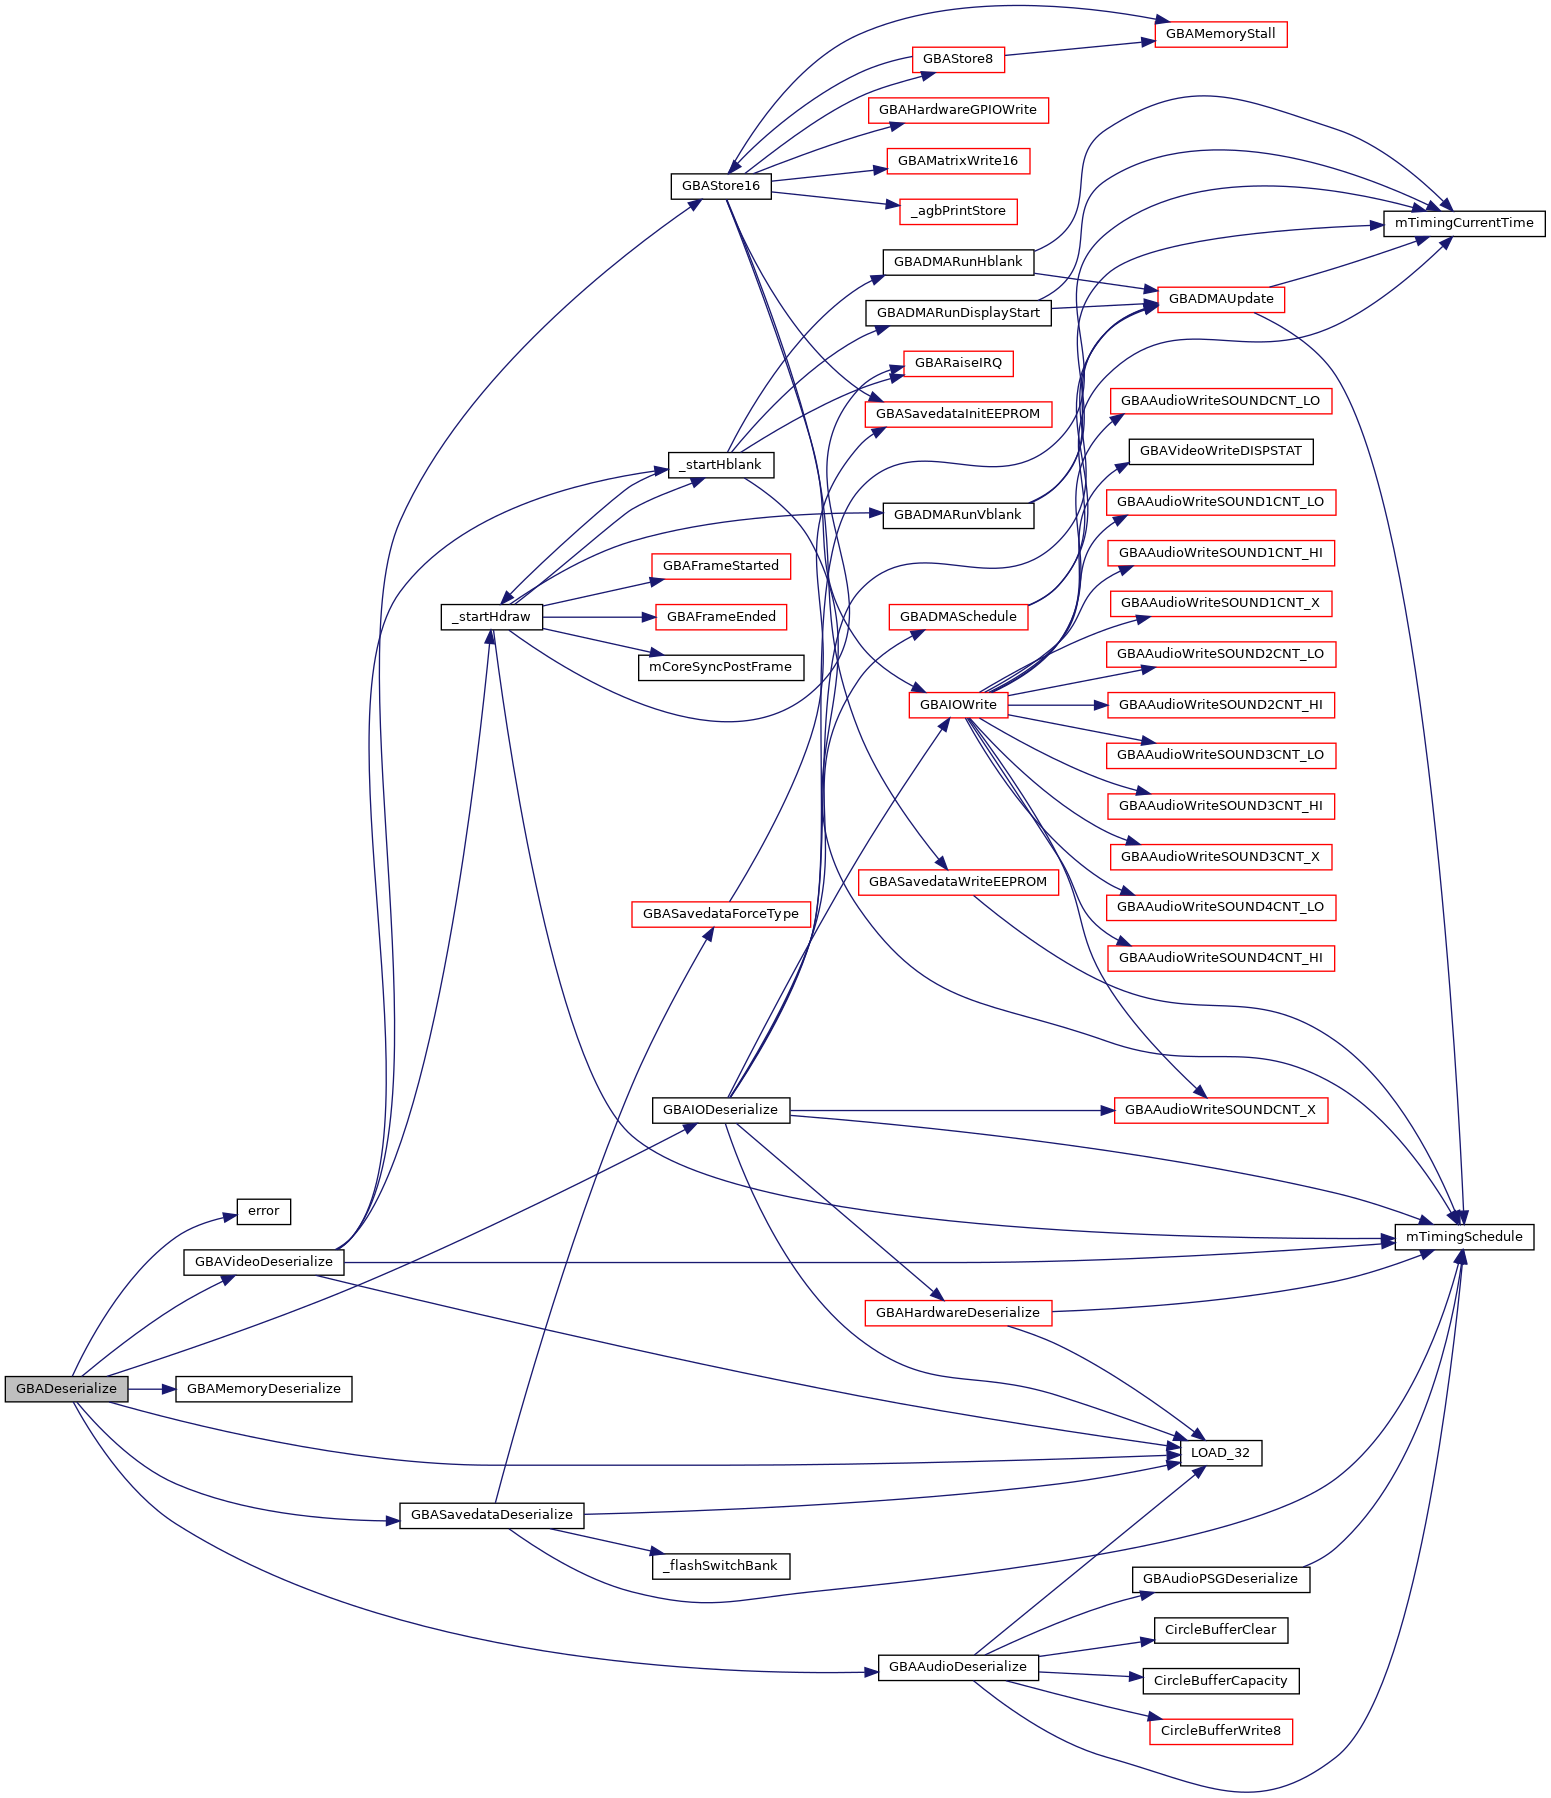 GBAMemoryStall
GBAStore8
GBAHardwareGPIOWrite
GBAMatrixWrite16
GBAStore16
_agbPrintStore
mTimingCurrentTime
GBADMARunHblank
GBADMAUpdate
GBADMARunDisplayStart
GBARaiseIRQ
GBAAudioWriteSOUNDCNT_LO
GBASavedataInitEEPROM
GBAVideoWriteDISPSTAT
_startHblank
GBAAudioWriteSOUND1CNT_LO
GBADMARunVblank
GBAAudioWriteSOUND1CNT_HI
GBAFrameStarted
GBAAudioWriteSOUND1CNT_X
_startHdraw
GBAFrameEnded
GBADMASchedule
GBAAudioWriteSOUND2CNT_LO
mCoreSyncPostFrame
GBAIOWrite
GBAAudioWriteSOUND2CNT_HI
GBAAudioWriteSOUND3CNT_LO
GBAAudioWriteSOUND3CNT_HI
GBAAudioWriteSOUND3CNT_X
GBASavedataWriteEEPROM
GBAAudioWriteSOUND4CNT_LO
GBASavedataForceType
GBAAudioWriteSOUND4CNT_HI
GBAIODeserialize
GBAAudioWriteSOUNDCNT_X
error
mTimingSchedule
GBAVideoDeserialize
GBAHardwareDeserialize
GBADeserialize
GBAMemoryDeserialize
LOAD_32
GBASavedataDeserialize
_flashSwitchBank
GBAudioPSGDeserialize
CircleBufferClear
GBAAudioDeserialize
CircleBufferCapacity
CircleBufferWrite8